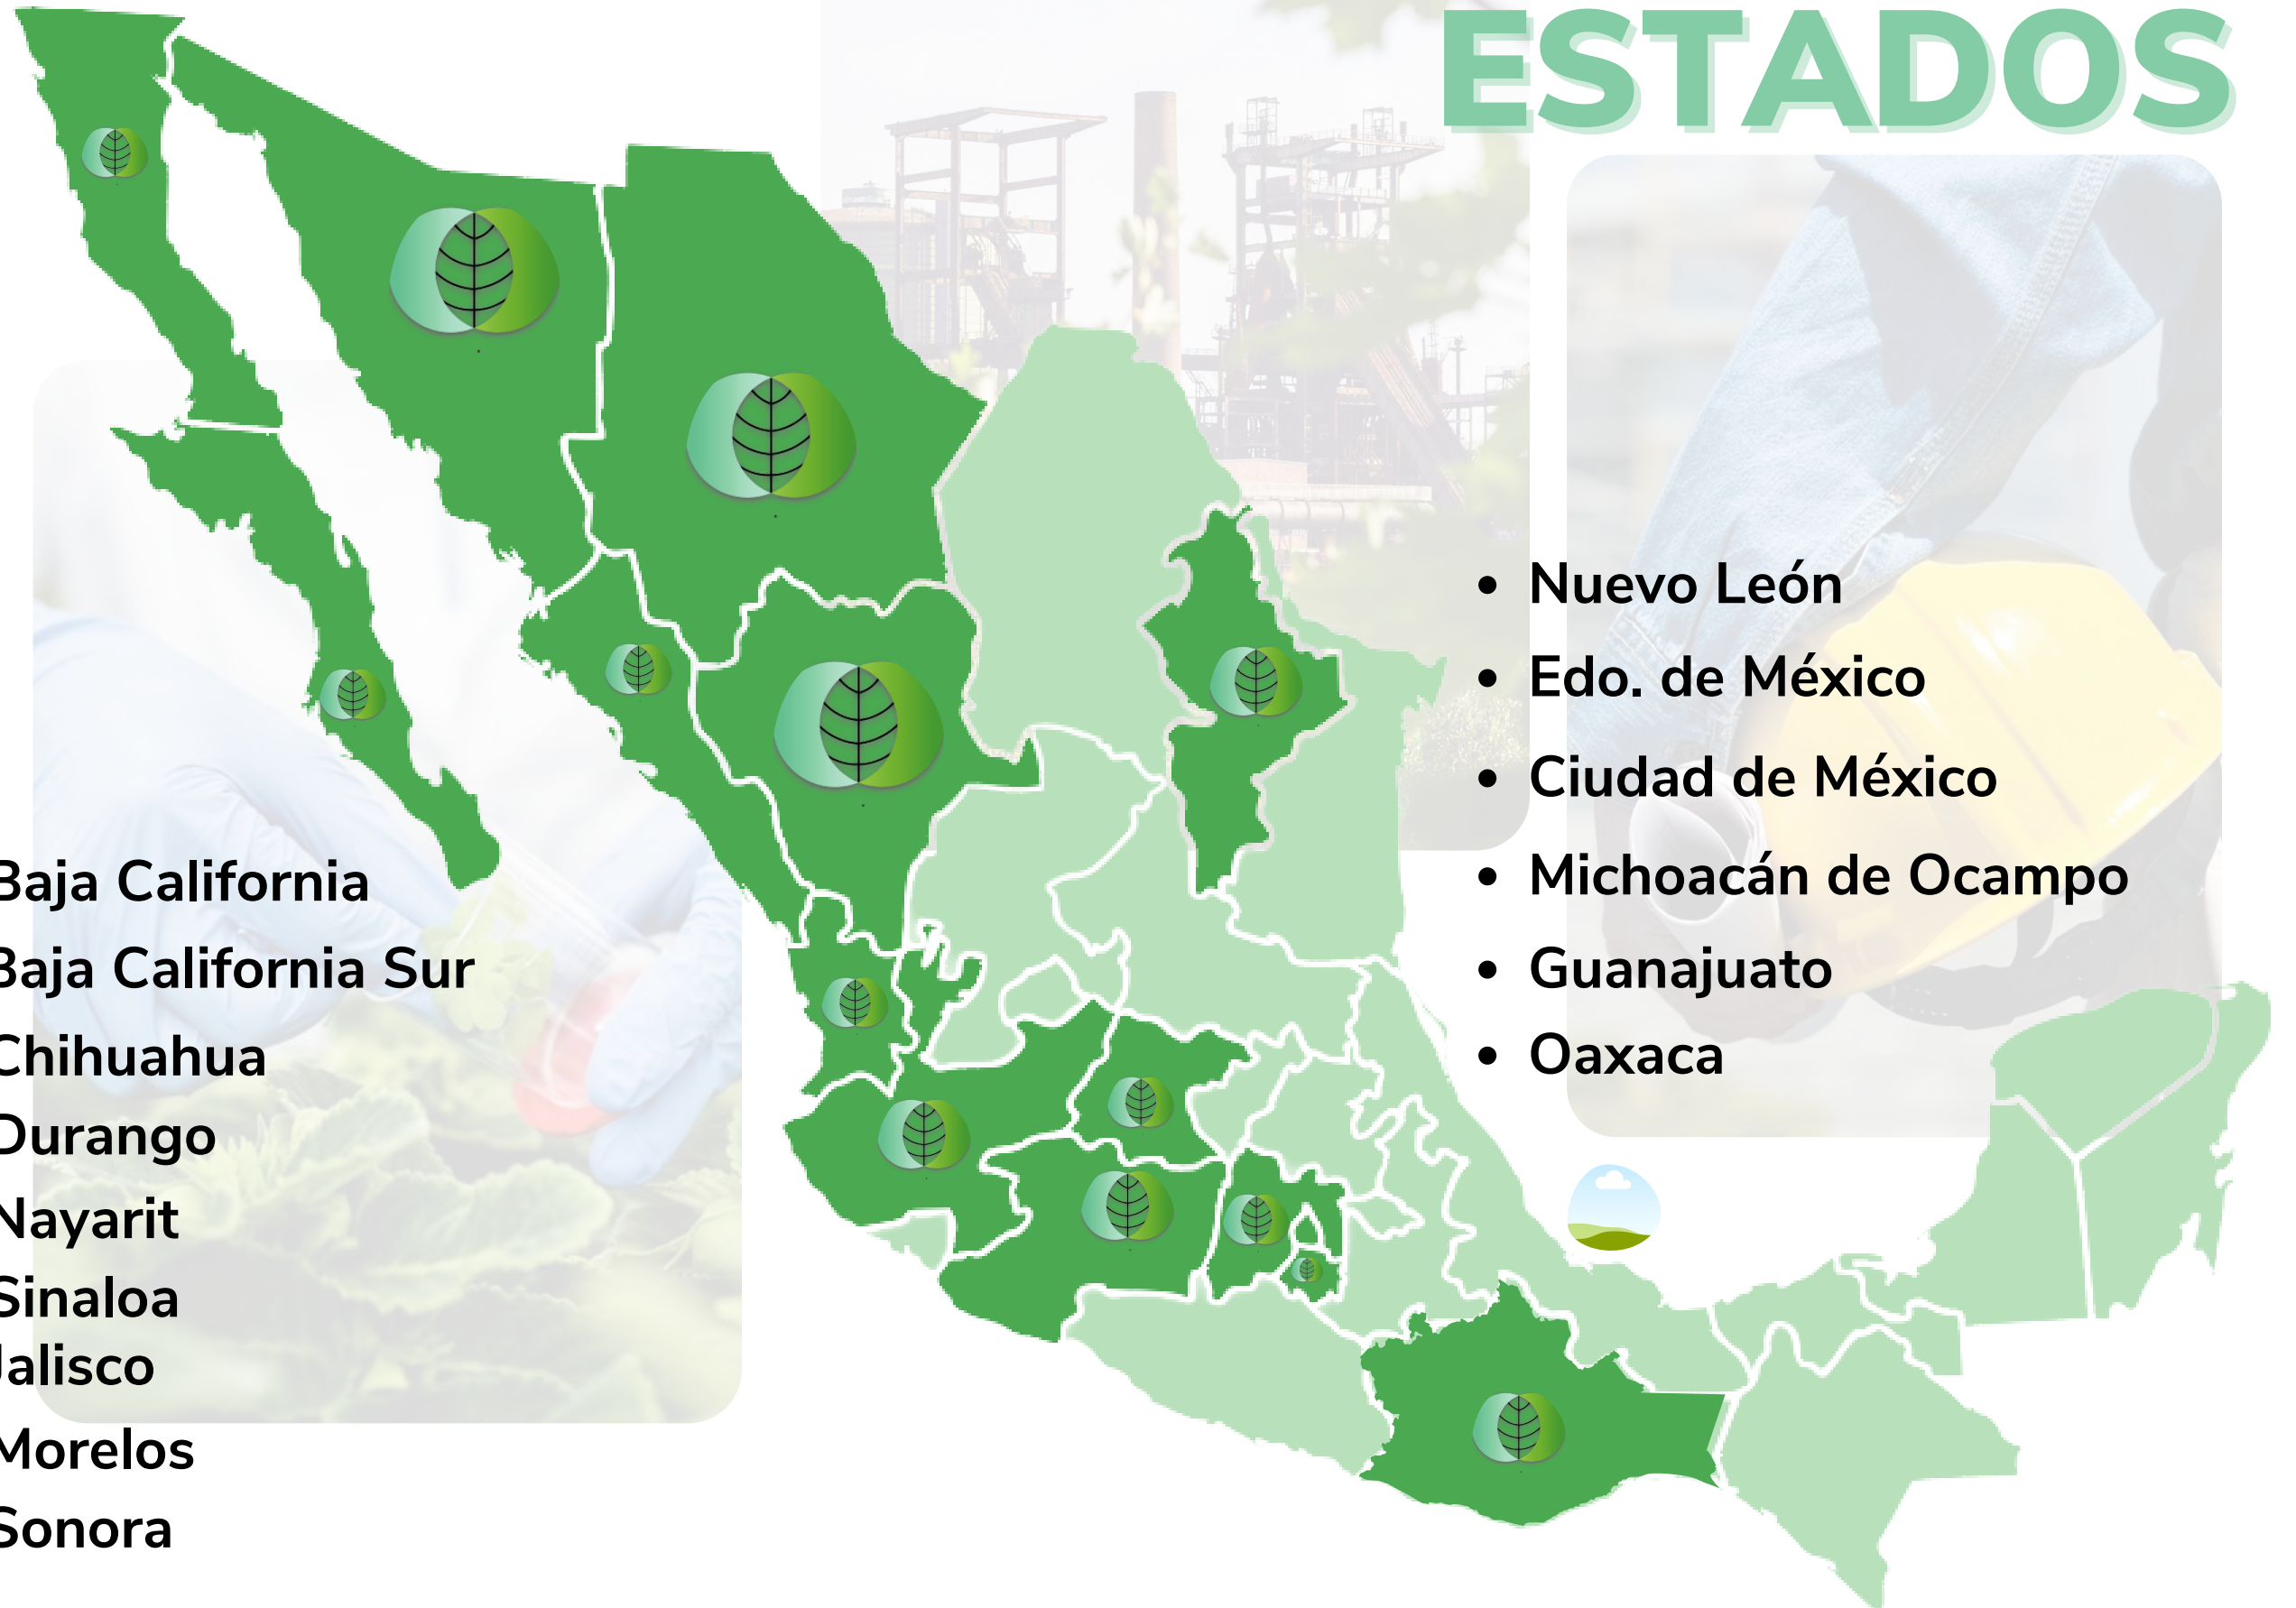 ESTADOS
• Nuevo León
• Edo. de México
• Ciudad de México
• Michoacán de Ocampo
• Guanajuato
• Oaxaca
Baja California
Baja California Sur
Chihuahua
Durango
Nayarit
Sinaloa
Jalisco
Morelos
Sonora